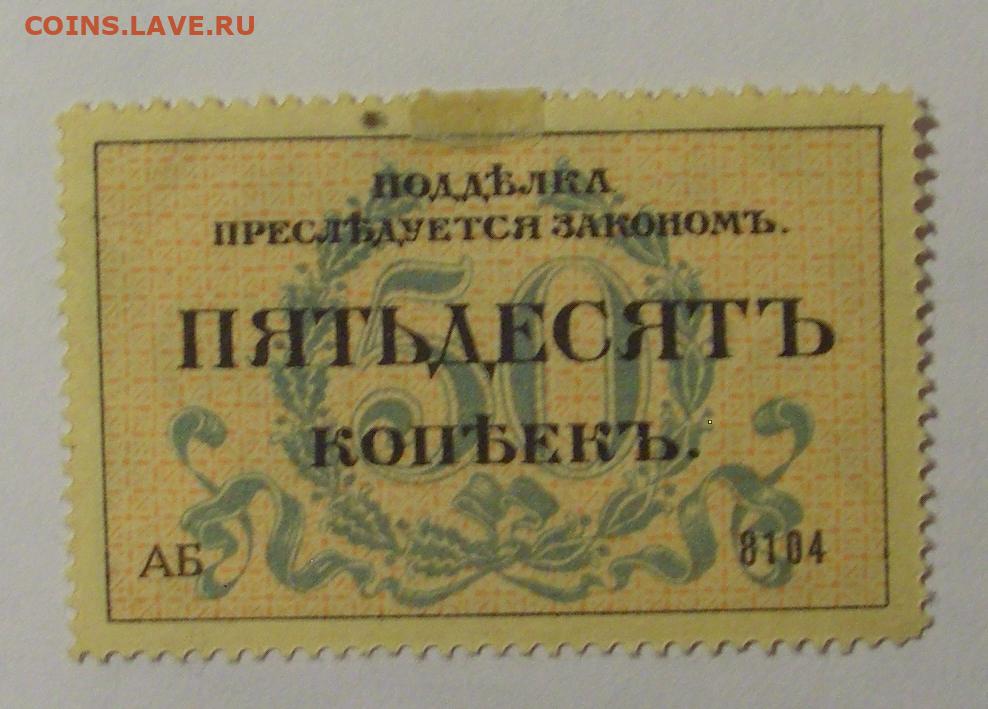 COINS.LAVE.RU
ПОДДѢЛКА
ПРЕСЛѢДУЕТСЯ ЗАКОНОМЪ.
50
ПЯТЬДЕСЯТЪ
КОПѢЕКЪ.
АБ 8104